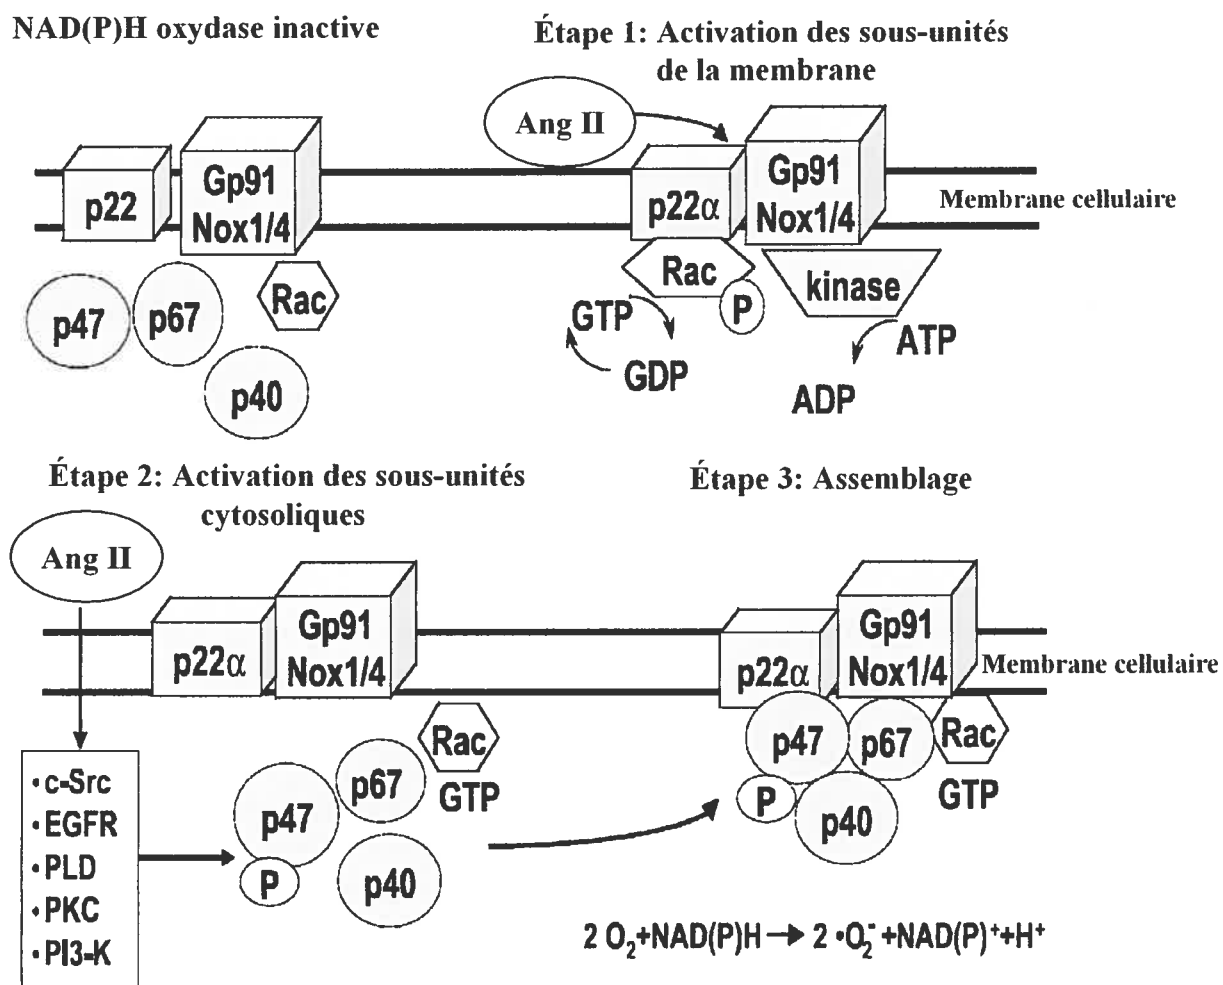 NAD(P)H oxydase inactive
Étape 1: Activation des sous-unités
de la membrane
Ang II
p22
Gp91
Nox1/4
p47
p67
Rac
p40
p22α
Gp91
Nox1/4
Membrane cellulaire
Rac
P
kinase
GTP
GDP
ATP
ADP
Étape 2: Activation des sous-unités
cytosoliques
Étape 3: Assemblage
Ang II
p22α
Gp91
Nox1/4
•c-Src
•EGFR
•PLD
•PKC
•PI3-K
p47
P
p67
p40
Rac
GTP
p22α
Gp91
Nox1/4
Membrane cellulaire
p47
p67
Rac
P
p40
GTP
2 O₂+NAD(P)H → 2 •O₂⁻ +NAD(P)⁺+H⁺